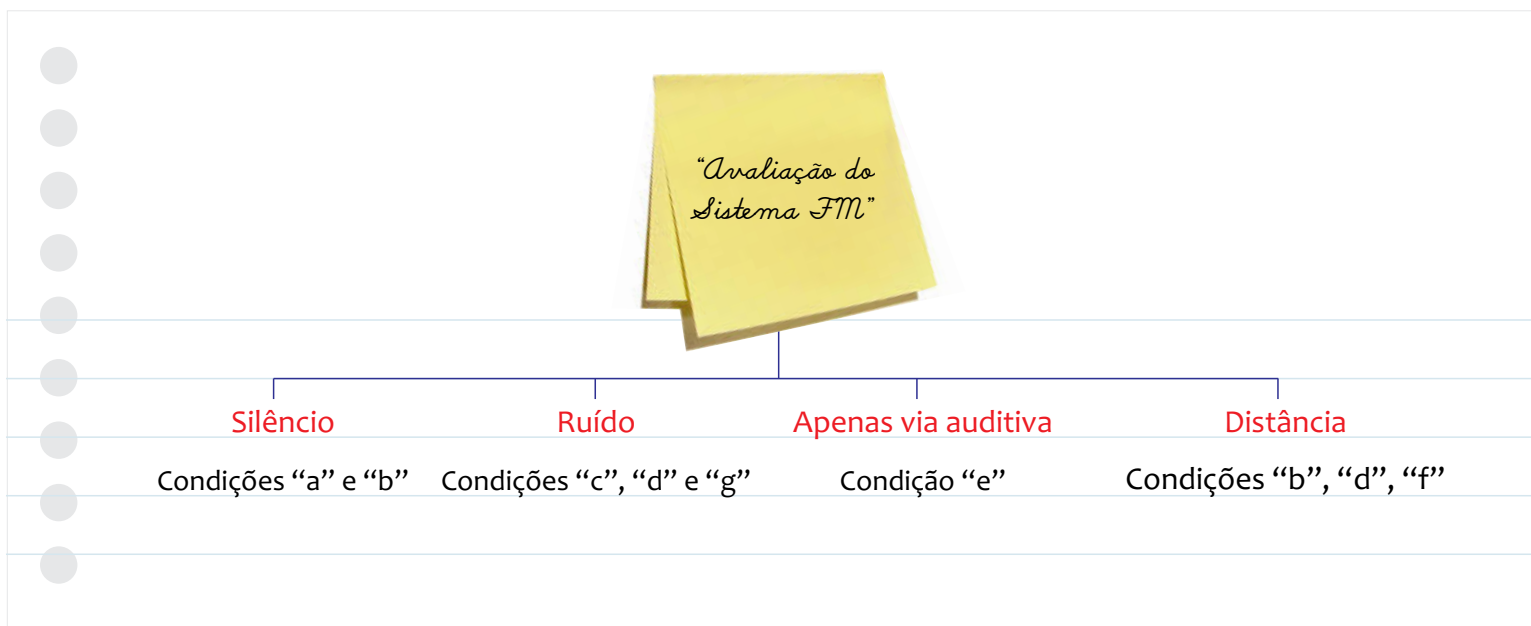 “Avaliação do
Sistema FM”
Silêncio
Ruído
Apenas via auditiva
Distância
Condições “a” e “b”
Condições “c”, “d” e “g”
Condição “e”
Condições “b”, “d”, “f”